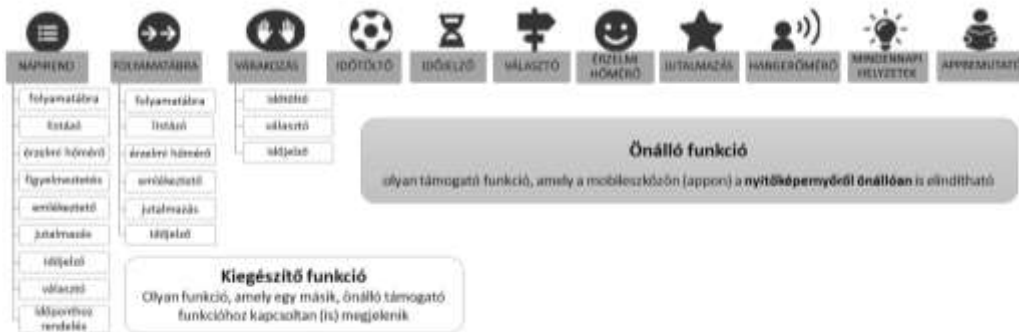 NAPIREND
FOLYAMATÁBRA
VÁRAKOZÁS
IDŐTÖLTŐ
IDŐJELZŐ
VÁLASZTÓ
ÉRZELMI
HŐMÉRŐ
JUTALMAZÁS
HANGERŐMÉRŐ
MINDENNAPI
HELYZETEK
APPBEMUTATÓ
folyamatábra
listázó
érzelmi hőmérő
figyelmeztetés
emlékeztető
jutalmazás
időjelző
választó
időponthoz
rendelés
folyamatábra
listázó
érzelmi hőmérő
emlékeztető
jutalmazás
időjelző
időtöltő
választó
időjelző
Önálló funkció
olyan támogató funkció, amely a mobileszközön (appon) a nyitóképernyőről önállóan is elindítható
Kiegészítő funkció
Olyan funkció, amely egy másik, önálló támogató
funkcióhoz kapcsoltan (is) megjelenik